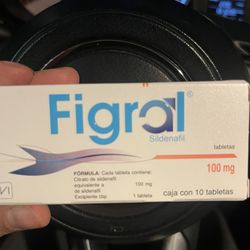 Figral®
Sildenafil
tabletas
100 mg
FÓRMULA: Cada tableta contiene:
Citrato de sildenafil
equivalente a 100 mg
de sildenafil
Excipiente cbp 1 tableta
caja con 10 tabletas